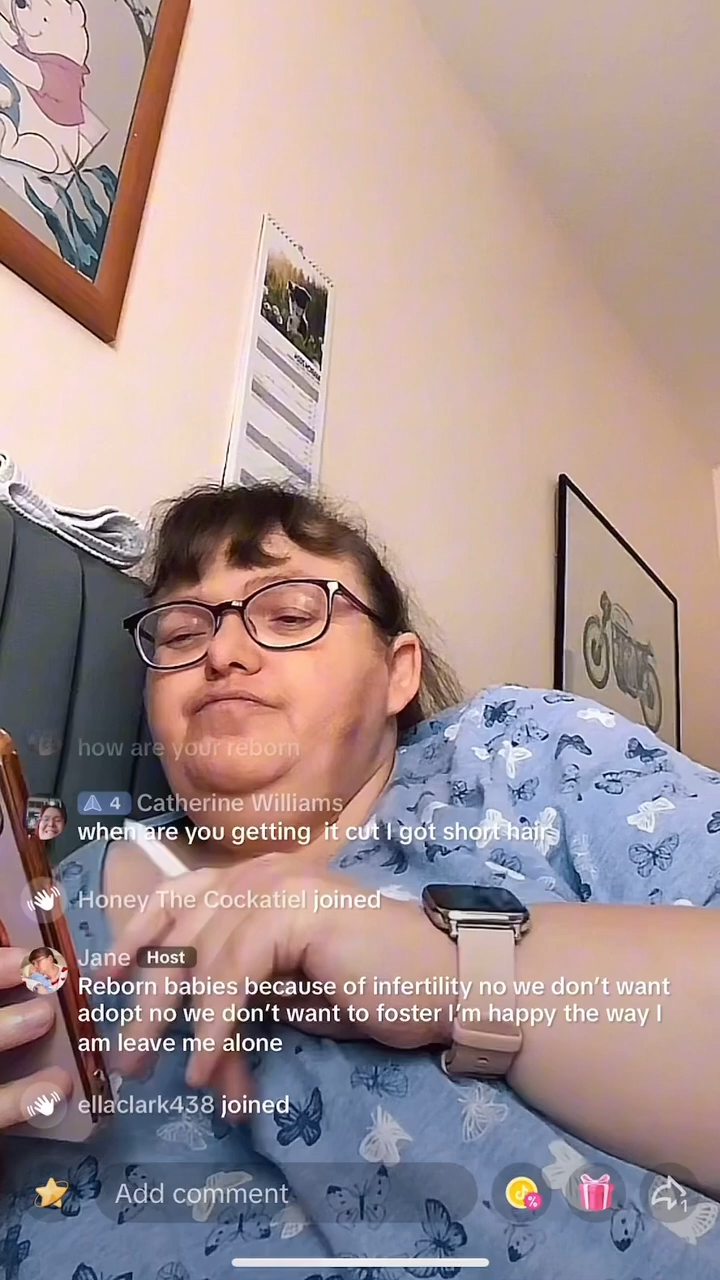 how are your reborn
4 Catherine Williams
when are you getting it cut I got short hair
Honey The Cockatiel joined
Jane Host
Reborn babies because of infertility no we don't want
adopt no we don't want to foster I'm happy the way I
am leave me alone
ellaclark438 joined
Add comment
1